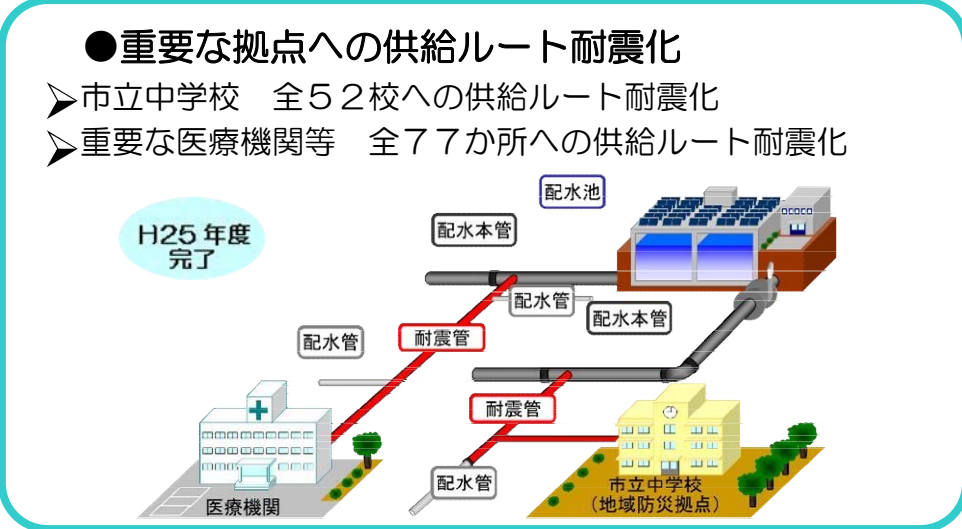 ●重要な拠点への供給ルート耐震化
➢市立中学校　全５２校への供給ルート耐震化
➢重要な医療機関等　全７７か所への供給ルート耐震化
配水池
配水本管
H25 年度
完了
配水管
配水本管
配水管
耐震管
耐震管
配水管
市立中学校
（地域防災拠点）
医療機関